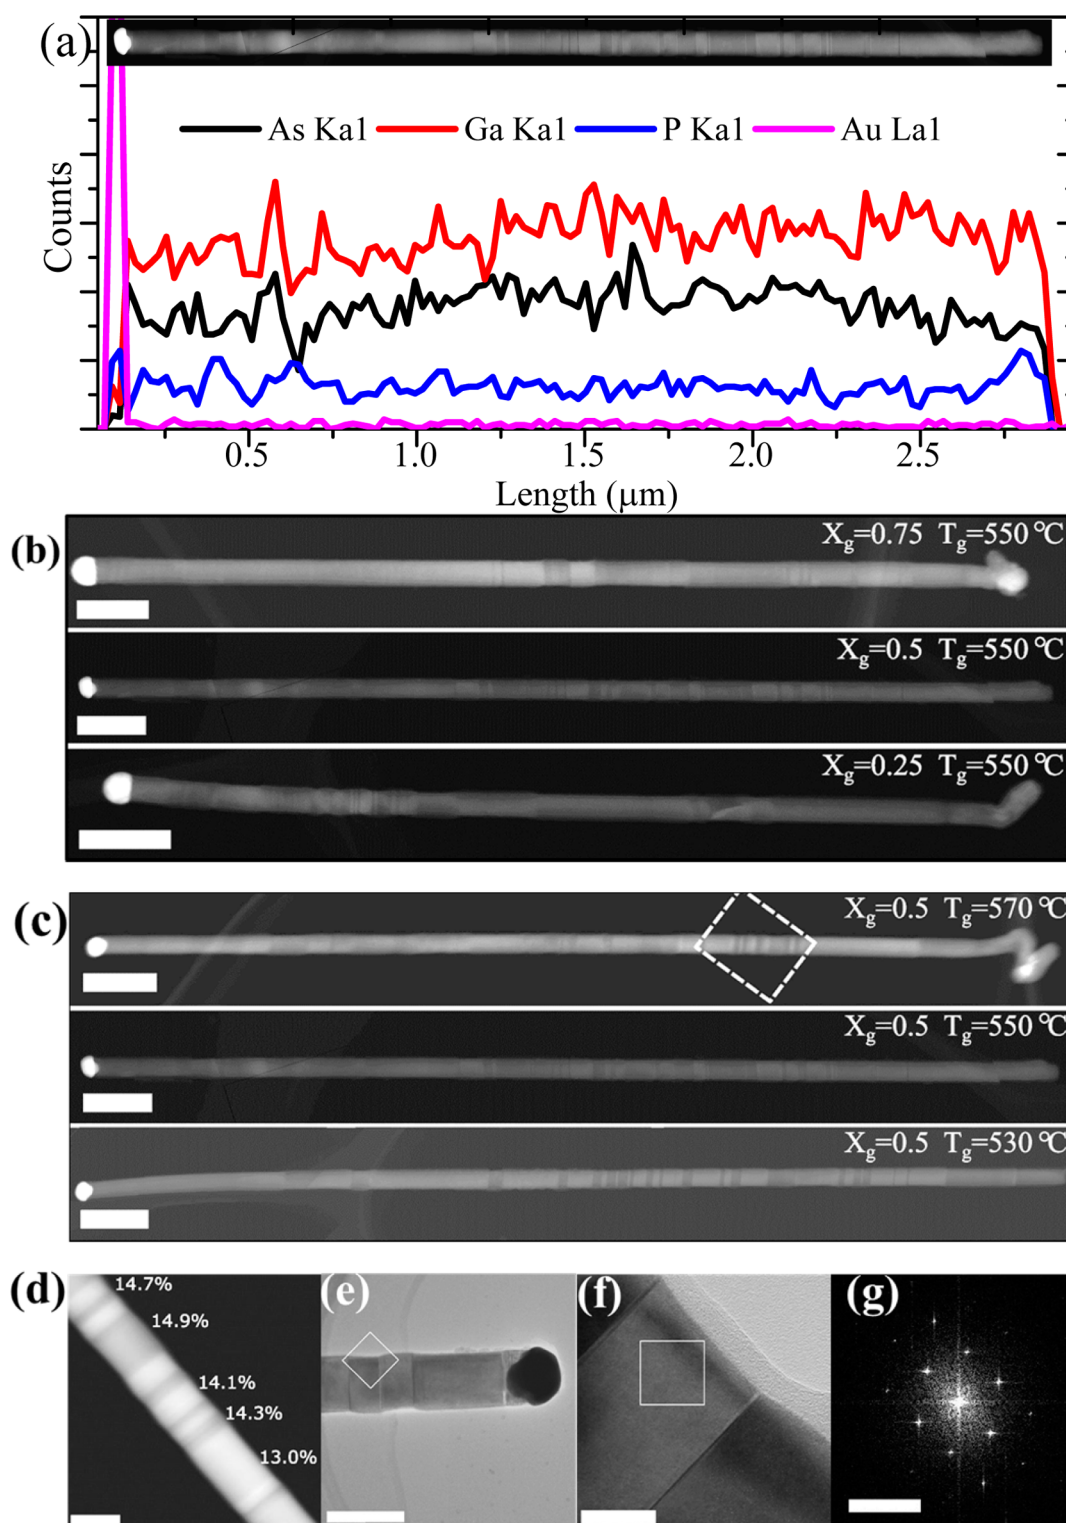 (a)
As Ka1 Ga Ka1 P Ka1 Au La1
Counts
0.5 1.0 1.5 2.0 2.5
Length (μm)
(b)
Xg=0.75 Tg=550 °C
Xg=0.5 Tg=550 °C
Xg=0.25 Tg=550 °C
(c)
Xg=0.5 Tg=570 °C
Xg=0.5 Tg=550 °C
Xg=0.5 Tg=530 °C
(d)
14.7%
14.9%
14.1%
14.3%
13.0%
(e)
(f)
(g)